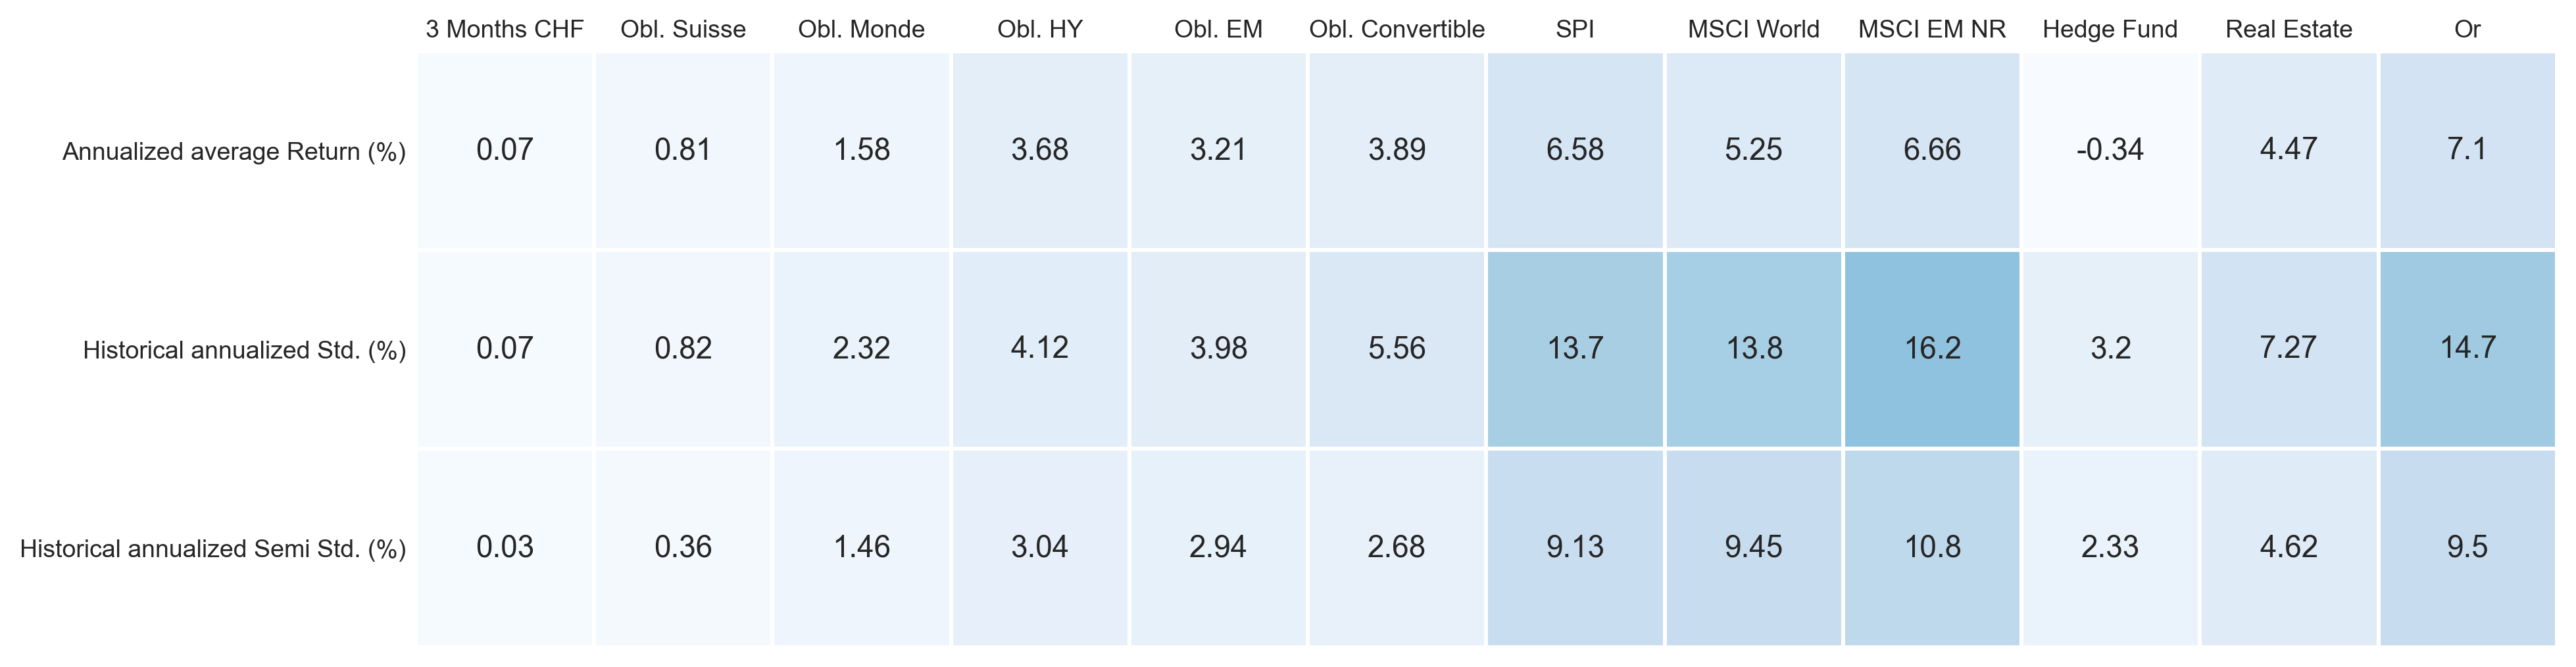 3 Months CHF Obl. Suisse Obl. Monde Obl. HY Obl. EM Obl. Convertible SPI MSCI World MSCI EM NR Hedge Fund Real Estate Or
Annualized average Return (%) 0.07 0.81 1.58 3.68 3.21 3.89 6.58 5.25 6.66 -0.34 4.47 7.1
Historical annualized Std. (%) 0.07 0.82 2.32 4.12 3.98 5.56 13.7 13.8 16.2 3.2 7.27 14.7
Historical annualized Semi Std. (%) 0.03 0.36 1.46 3.04 2.94 2.68 9.13 9.45 10.8 2.33 4.62 9.5